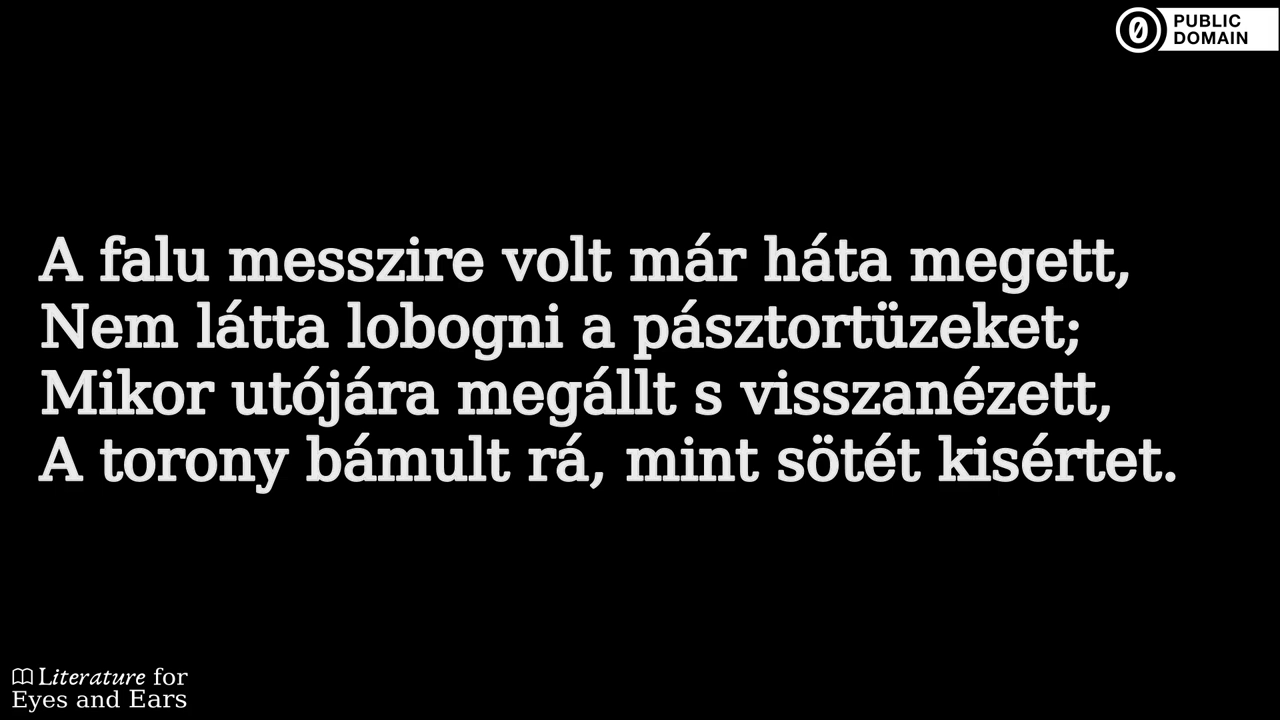 PUBLIC
DOMAIN
A falu messzire volt már háta megett,
Nem látta lobogni a pásztortüzeket;
Mikor utójára megállt s visszanézett,
A torony bámult rá, mint sötét kisértet.
Literature for
Eyes and Ears